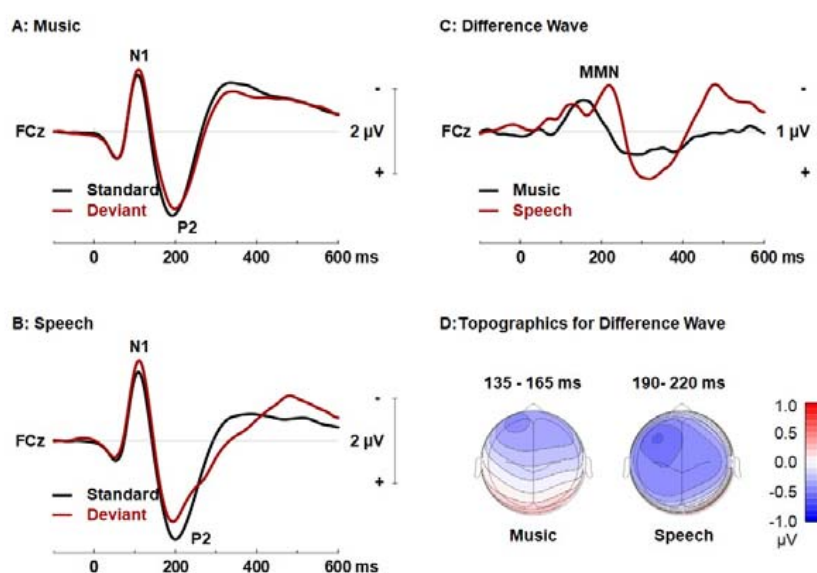 A: Music
N1
FCz
-
2 µV
+
Standard
Deviant
P2
0 200 400 600 ms
B: Speech
N1
FCz
-
2 µV
+
Standard
Deviant
P2
0 200 400 600 ms
C: Difference Wave
MMN
FCz
-
1 µV
+
Music
Speech
0 200 400 600 ms
D:Topographics for Difference Wave
135 - 165 ms 190- 220 ms
Music Speech
1.0
0.5
0.0
-0.5
-1.0
µV